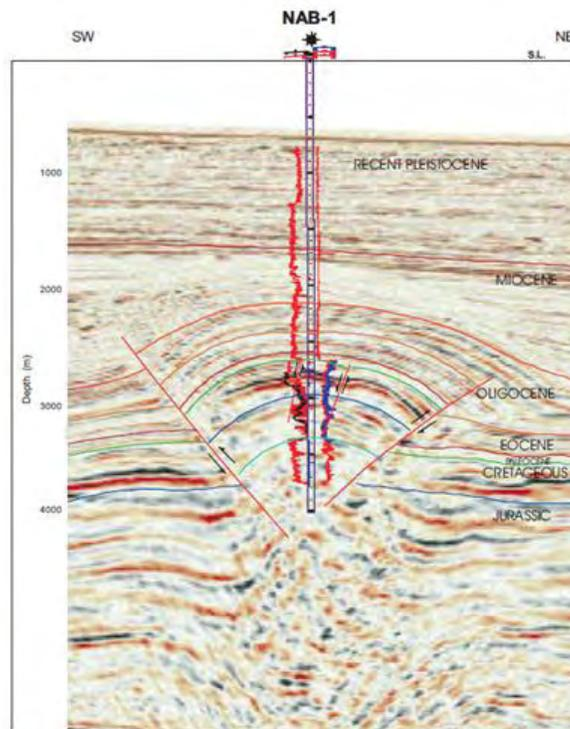 NAB-1
SW
NE
S.L.
1000
RECENT PLEISTOCENE
MIOCENE
2000
Depth (m)
3000
OLIGOCENE
EOCENE
PALEOCENE
CRETACEOUS
4000
JURASSIC